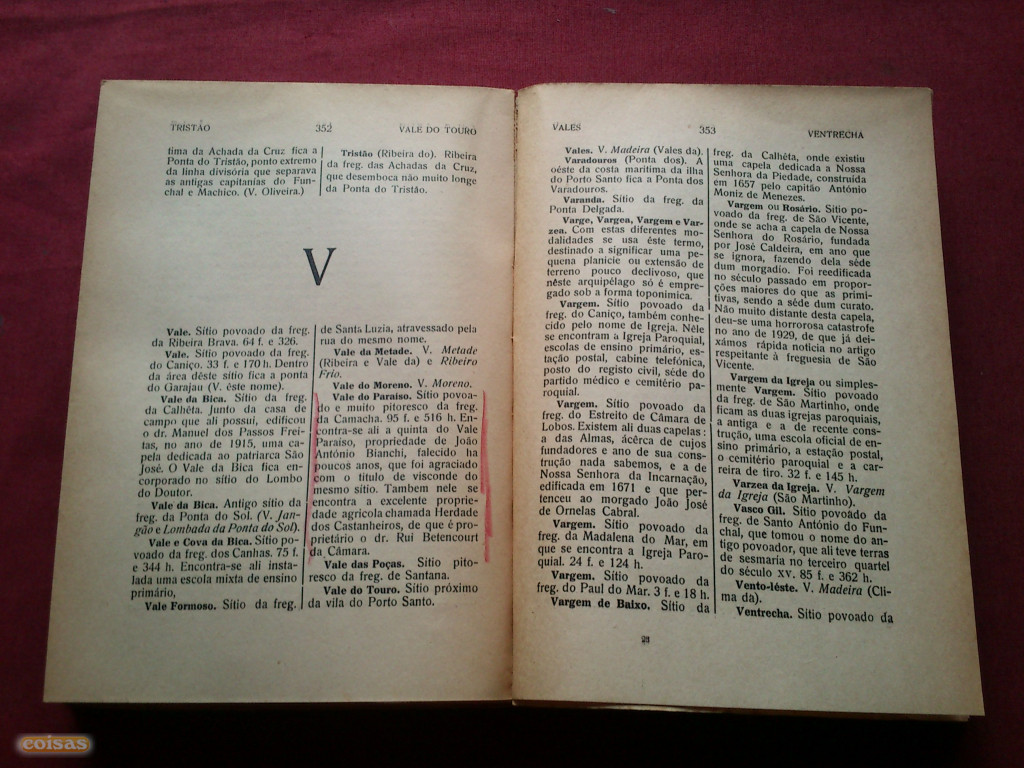 TRISTÃO 352 VALE DO TOURO
tima da Achada da Cruz fica a
Ponta do Tristão, ponto extremo
da linha divisória que separava
as antigas capitanias do Fun-
chal e Machico. (V. Oliveira.)
Tristão (Ribeira do). Ribeira
da freg. das Achadas da Cruz,
que desemboca não muito longe
da Ponta do Tristão.
V
Vale. Sítio povoado da freg.
da Ribeira Brava. 64 f. e 326.
Vale. Sítio povoado da freg.
do Caniço. 33 f. e 170 h. Dentro
da área dêste sítio fica a ponta
do Garajau (V. êste nome).
Vale da Bica. Sítio da freg.
da Calhêta. Junto da casa de
campo que ali possui, edificou
o dr. Manuel dos Passos Frei-
tas, no ano de 1915, uma ca-
pela dedicada ao patriarca São
José. O Vale da Bica fica en-
corporado no sítio do Lombo
do Doutor.
Vale da Bica. Antigo sítio da
freg. da Ponta do Sol. (V. Jan-
gão e Lombada da Ponto do Sol).
Vale e Cova da Bica. Sítio po-
voado da freg. dos Canhas. 75 f.
e 344 h. Encontra-se ali insta-
lada uma escola mixta de ensino
primário,
Vale Formoso. Sítio da freg.
de Santa Luzia, atravessado pela
rua do mesmo nome.
Vale da Metade. V. Metade
(Ribeira e Vale da) e Ribeiro
Frio.
Vale do Moreno. V. Moreno.
Vale do Paraíso. Sítio povoa-
do e muito pitoresco da freg.
da Camacha. 95 f. e 516 h. En-
contra-se ali a quinta do Vale
Paraíso, propriedade de João
António Bianchi, falecido ha
poucos anos, que foi agraciado
com o titulo de visconde do
mesmo sítio. Tambem nele se
encontra a excelente proprie-
dade agricola chamada Herdade
dos Castanheiros, de que é pro-
prietário o dr. Rui Betencourt
da Câmara.
Vale das Poças. Sítio pito-
resco da freg. de Santana.
Vale do Touro. Sítio próximo
da vila do Porto Santo.
VALES 353 VENTRECHA
Vales. V. Madeira (Vales da).
Varadouros (Ponta dos). A
oéste da costa marítima da ilha
do Porto Santo fica a Ponta dos
Varadouros.
Varanda. Sítio da freg. da
Ponta Delgada.
Varge, Vargea, Vargem e Var-
zea. Com estas diferentes mo-
dalidades se usa êste termo,
destinado a significar uma pe-
quena planicie ou extensão de
terreno pouco declivoso, que
nêste arquipélago só é empre-
gado sob a forma toponímica.
Vargem. Sítio povoado da
freg. do Caniço, também conhe-
cido pelo nome de Igreja. Nêle
se encontram a Igreja Paroquial,
escolas de ensino primário, es-
tação postal, cabine telefónica,
posto do registo civil, séde do
partido médico e cemitério pa-
roquial.
Vargem. Sítio povoado da
freg. do Estreito de Câmara de
Lobos. Existem ali duas capelas:
a das Almas, ácêrca de cujos
fundadores e ano de sua cons-
trução nada sabemos, e a de
Nossa Senhora da Incarnação,
edificada em 1671 e que per-
tenceu ao morgado João José
de Ornelas Cabral.
Vargem. Sítio povoado da
freg. da Madalena do Mar, em
que se encontra a Igreja Paro-
quial. 24 f. e 124 h.
Vargem. Sítio povoado da
freg. do Paul do Mar. 3 f. e 18 h.
Vargem de Baixo. Sítio da
freg. da Calhêta, onde existiu
uma capela dedicada a Nossa
Senhora da Piedade, construída
em 1657 pelo capitão António
Moniz de Menezes.
Vargem ou Rosário. Sítio po-
voado da freg. de São Vicente,
onde se acha a capela de Nossa
Senhora do Rosário, fundada
por José Caldeira, em ano que
se ignora, fazendo dela séde
dum morgadio. Foi reedificada
no século passado em propor-
ções maiores do que as primi-
tivas, sendo a séde dum curato.
Não muito distante desta capela,
deu-se uma horrorosa catastrofe
no ano de 1929, de que já dei-
xámos rápida noticia no artigo
respeitante à freguesia de São
Vicente.
Vargem da Igreja ou simples-
mente Vargem. Sítio povoado
da freg. de São Martinho, onde
ficam as duas igrejas paroquiais,
a antiga e a de recente cons-
trução, uma escola oficial de en-
sino primário, a estação postal,
o cemitério paroquial e a car-
reira de tiro. 32 f. e 145 h.
Varzea da Igreja. V. Vargem
da Igreja (São Martinho).
Vasco Gil. Sítio povoado da
freg. de Santo António do Fun-
chal, que tomou o nome do an-
tigo povoador, que ali teve terras
de sesmaria no terceiro quartel
do século XV. 85 f. e 362 h.
Vento-léste. V. Madeira (Cli-
ma da).
Ventrecha. Sítio povoado da
23
coisas